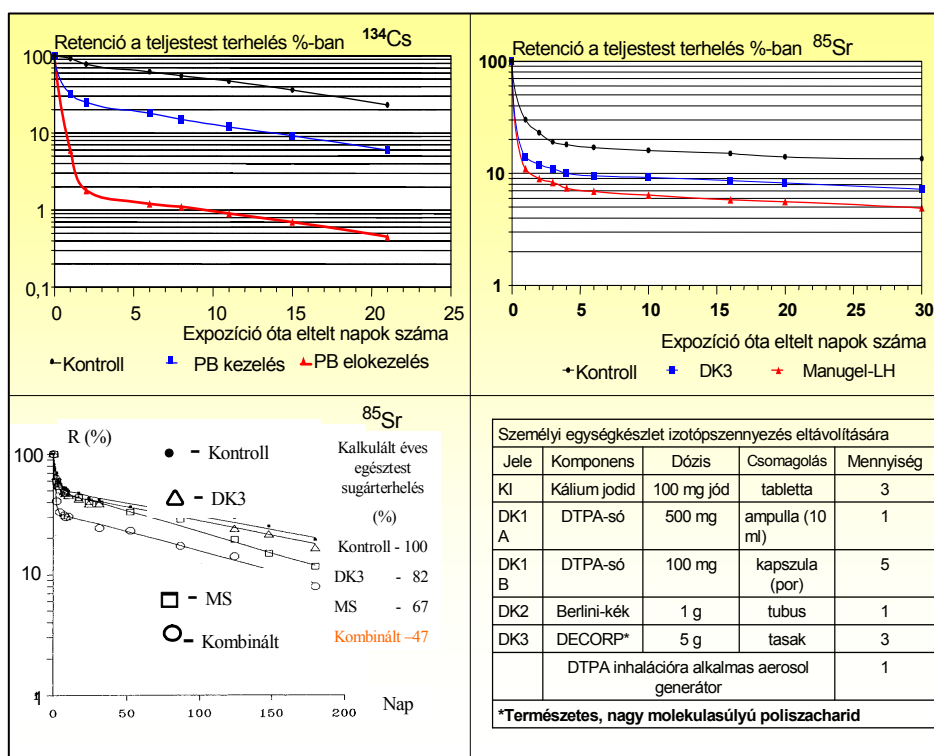 Retenció a teljestest terhelés %-ban 134Cs
100
10
1
0,1
0 5 10 15 20 25
Expozíció óta eltelt napok száma
Kontroll PB kezelés PB elokezelés
Retenció a teljestest terhelés %-ban 85Sr
100
10
1
0 5 10 15 20 25 30
Expozíció óta eltelt napok száma
Kontroll DK3 Manugel-LH
85Sr
R (%)
100
10
1
0 50 100 150 200
Nap
- Kontroll
- DK3
- MS
- Kombinált
Kalkulált éves
egésztest
sugárterhelés
(%)
Kontroll - 100
DK3 - 82
MS - 67
Kombinált –47
Személyi egységkészlet izotópszennyezés eltávolítására
Jele Komponens Dózis Csomagolás Mennyiség
KI Kálium jodid 100 mg jód tabletta 3
DK1 A DTPA-só 500 mg ampulla (10 ml) 1
DK1 B DTPA-só 100 mg kapszula (por) 5
DK2 Berlini-kék 1 g tubus 1
DK3 DECORP* 5 g tasak 3
DTPA inhalációra alkalmas aerosol
generátor 1
*Természetes, nagy molekulasúlyú poliszacharid